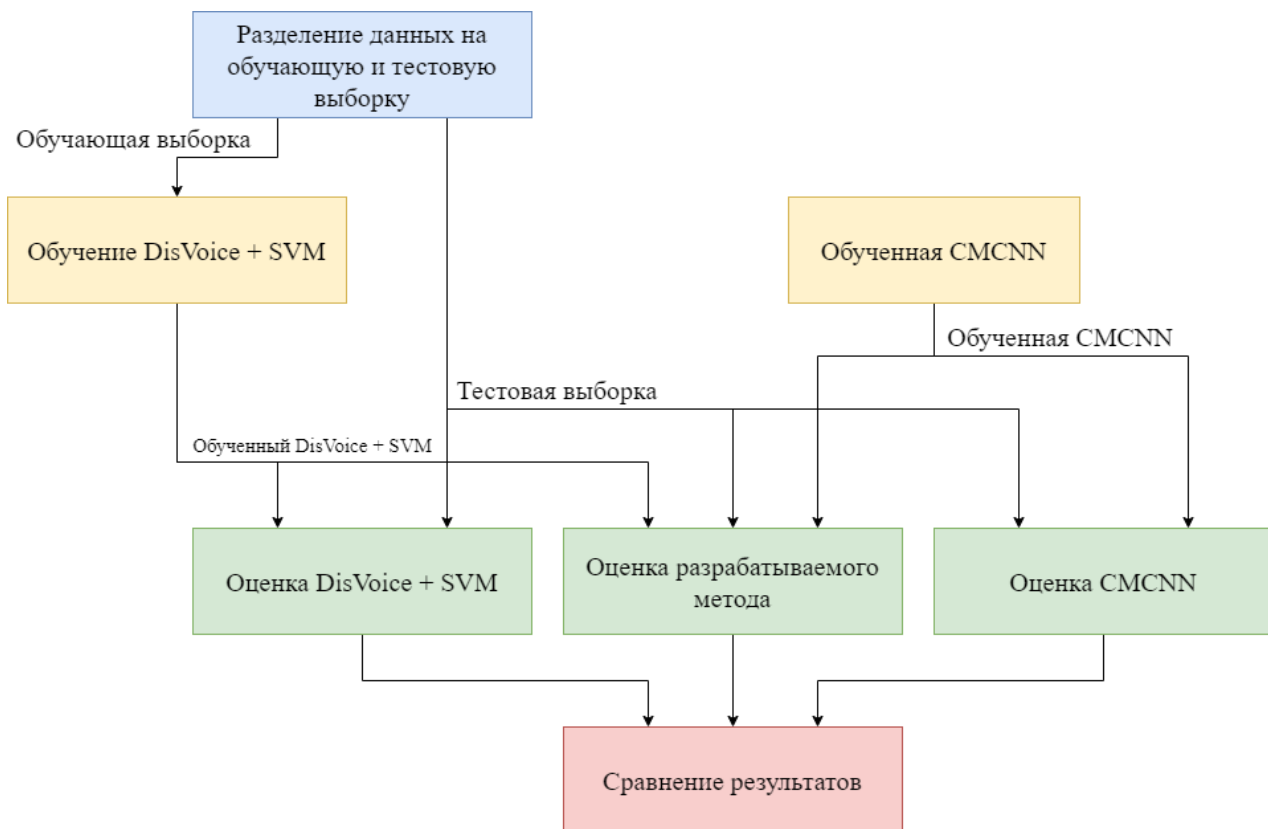 Разделение данных на
обучающую и тестовую
выборку
Обучающая выборка
Обучение DisVoice + SVM
Обученная CMCNN
Обученная CMCNN
Тестовая выборка
Обученный DisVoice + SVM
Оценка DisVoice + SVM
Оценка разрабатываемого
метода
Оценка CMCNN
Сравнение результатов